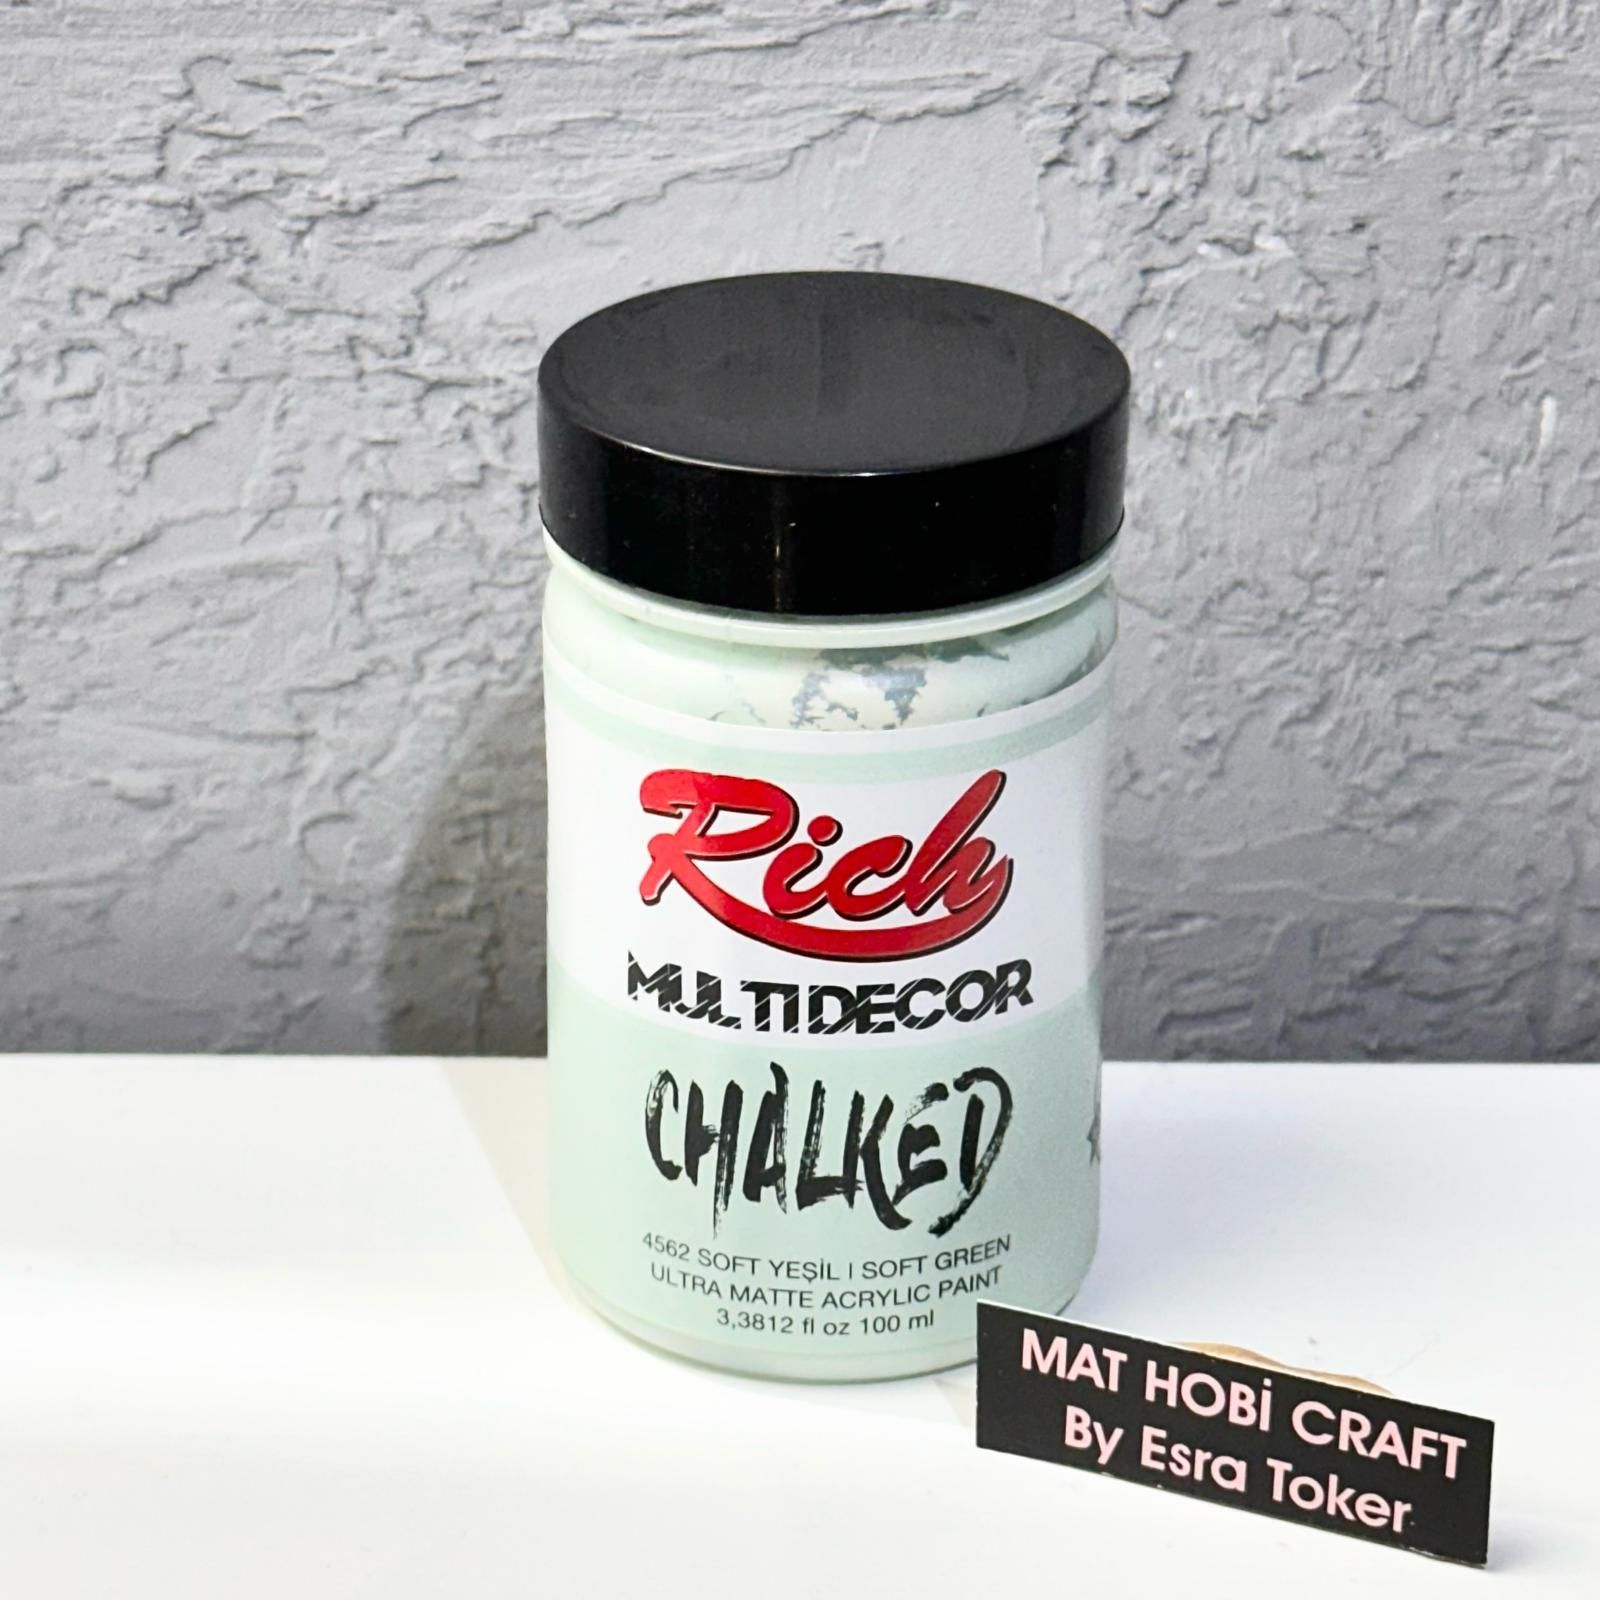 Rich
MULTIDECOR
CHALKED
4562 SOFT YEŞİL | SOFT GREEN
ULTRA MATTE ACRYLIC PAINT
3,3812 fl oz 100 ml
MAT HOBİ CRAFT
By Esra Toker